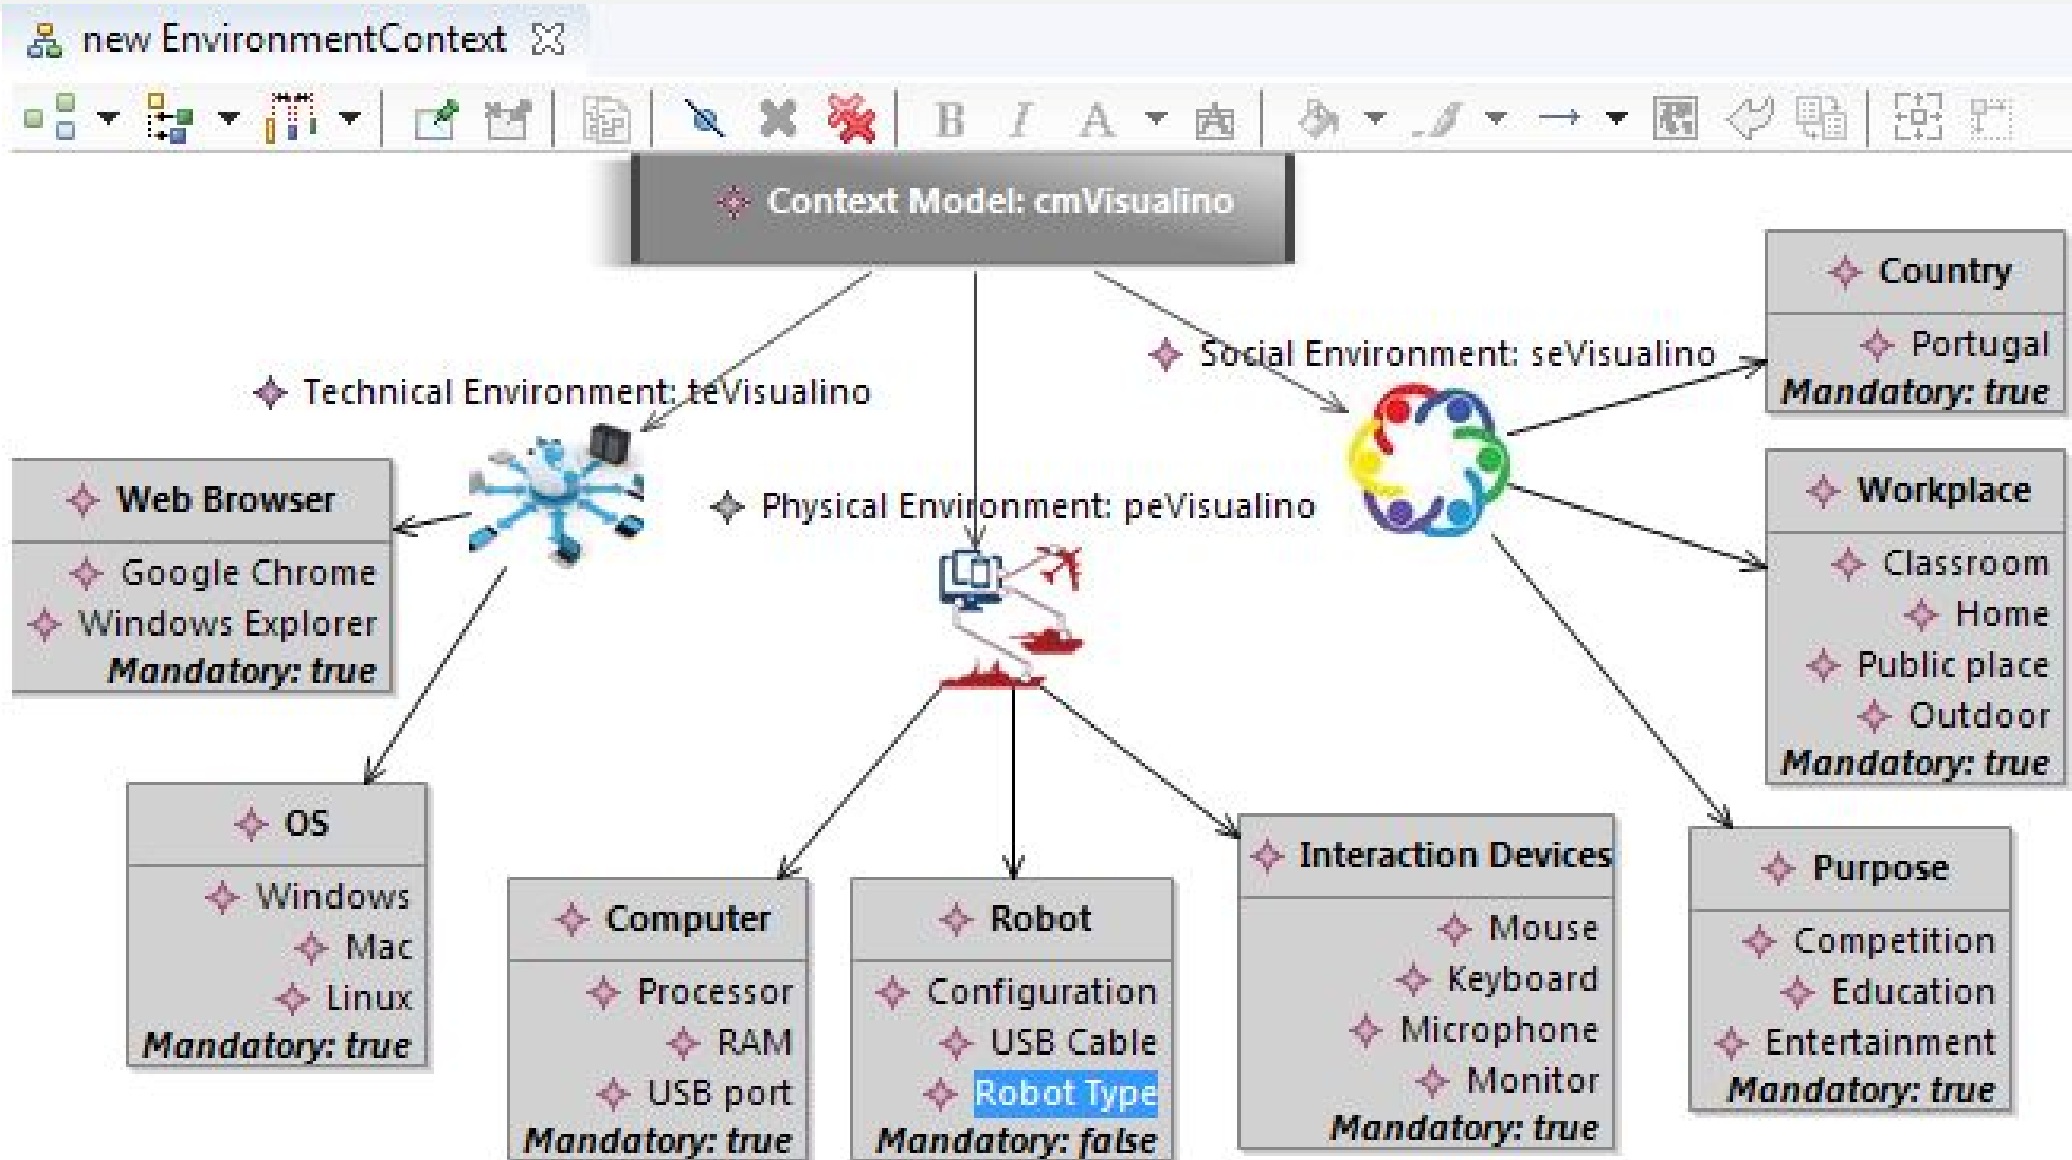 new EnvironmentContext
B I A A
Context Model: cmVisualino
Technical Environment: teVisualino
Physical Environment: peVisualino
Social Environment: seVisualino
Web Browser
Google Chrome
Windows Explorer
Mandatory: true
OS
Windows
Mac
Linux
Mandatory: true
Computer
Processor
RAM
USB port
Mandatory: true
Robot
Configuration
USB Cable
Robot Type
Mandatory: false
Interaction Devices
Mouse
Keyboard
Microphone
Monitor
Mandatory: true
Country
Portugal
Mandatory: true
Workplace
Classroom
Home
Public place
Outdoor
Mandatory: true
Purpose
Competition
Education
Entertainment
Mandatory: true